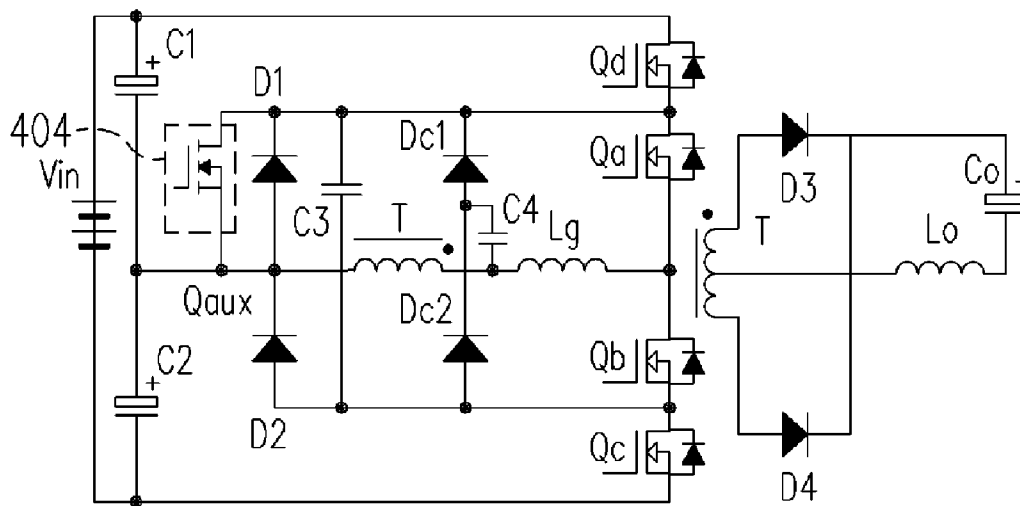 C1
Qd
D1
404
Dc1
Qa
Vin
D3
Co
C3
T
C4
Lg
T
Lo
Qaux
Dc2
C2
Qb
D2
Qc
D4